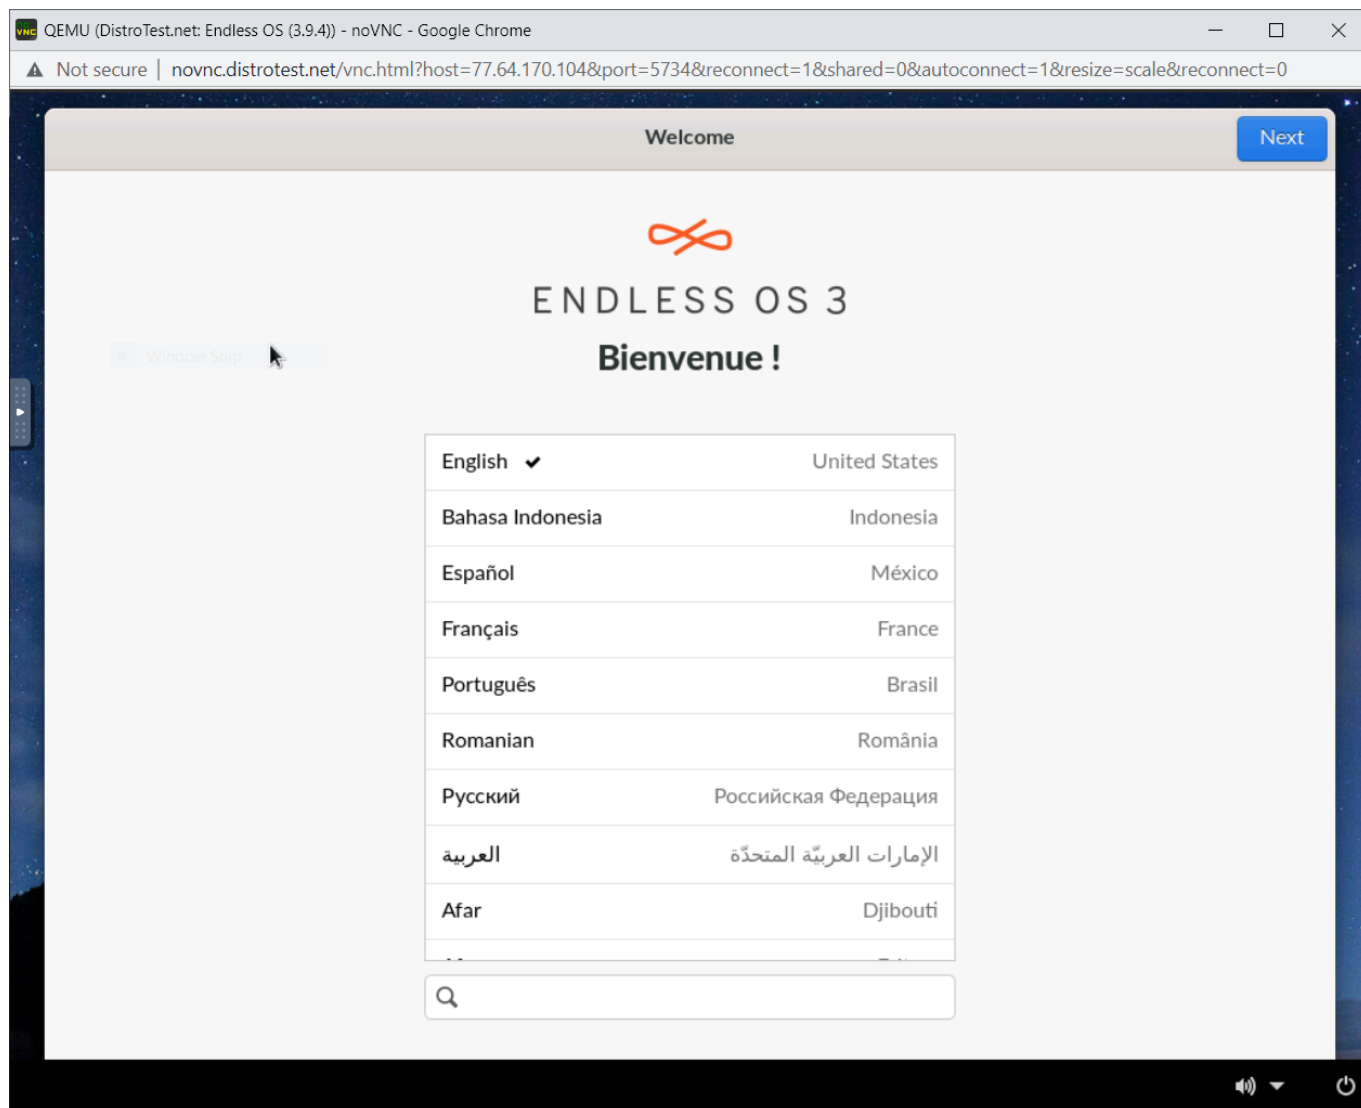 QEMU (DistroTest.net: Endless OS (3.9.4)) - noVNC - Google Chrome
Not secure | novnc.distrotest.net/vnc.html?host=77.64.170.104&port=5734&reconnect=1&shared=0&autoconnect=1&resize=scale&reconnect=0
Welcome
Next
ENDLESS OS 3
Window Snip
Bienvenue !
English United States
Bahasa Indonesia Indonesia
Español México
Français France
Português Brasil
Romanian România
Русский Российская Федерация
العربية الإمارات العربيّة المتحدّة
Afar Djibouti